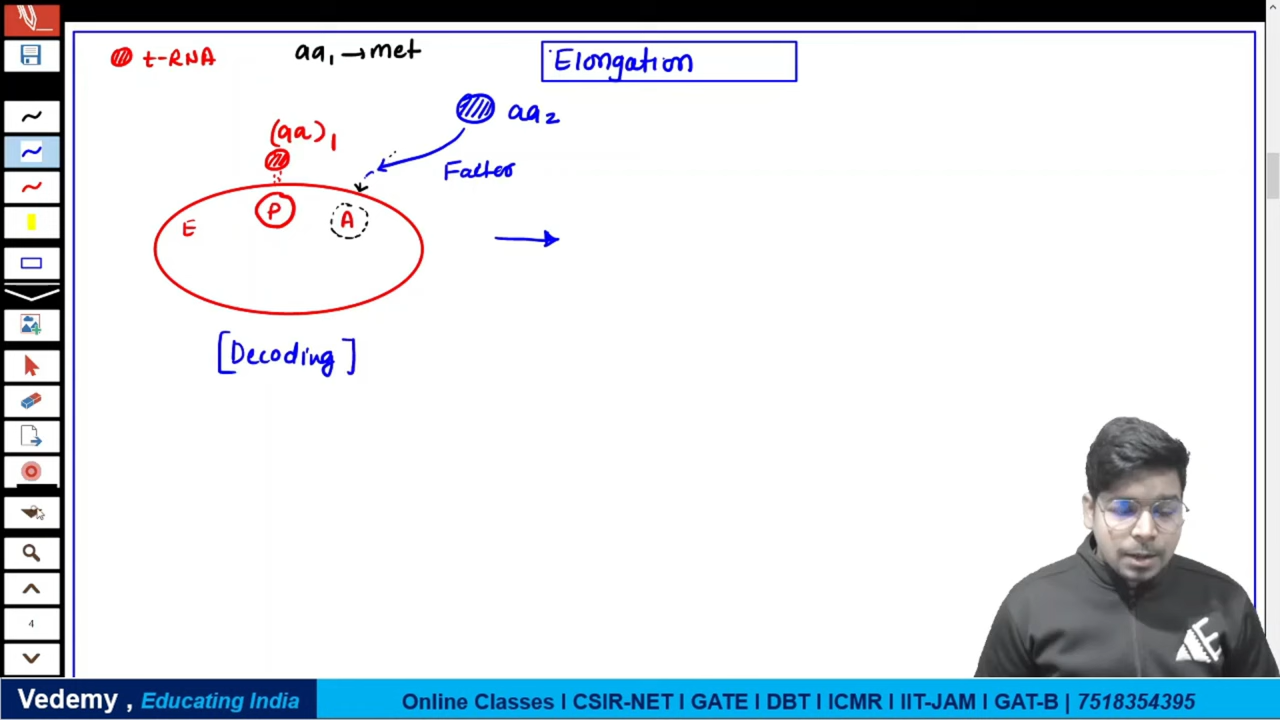 t-RNA
aa₁ → met
Elongation
(aa)₁
aa₂
Factor
E
P
A
[Decoding]
4
E
Vedemy , Educating India
Online Classes I CSIR-NET I GATE I DBT I ICMR I IIT-JAM I GAT-B | 7518354395